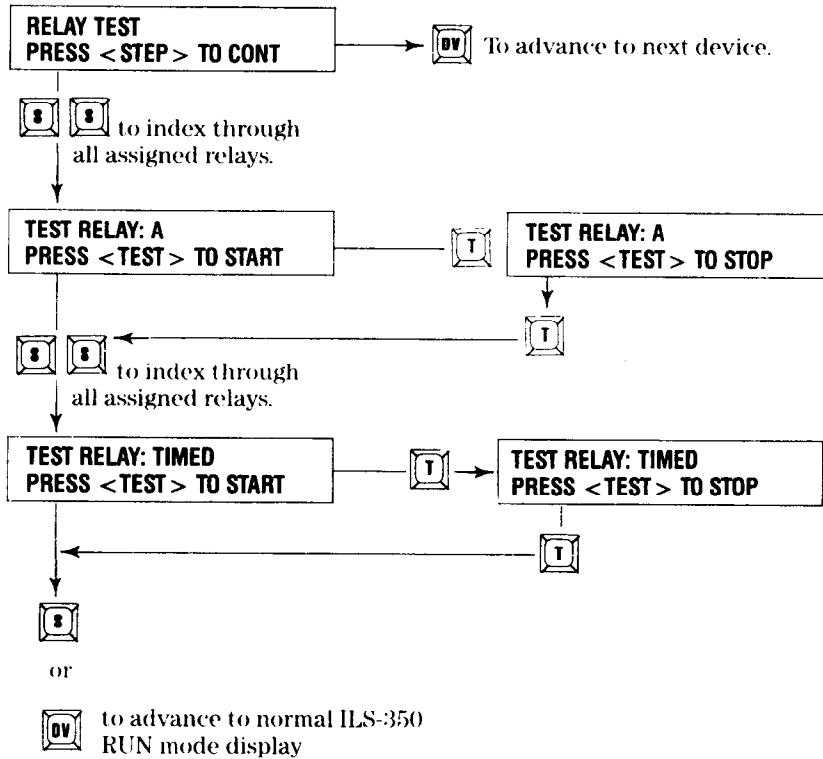 RELAY TEST
PRESS <STEP> TO CONT
DV To advance to next device.
S S to index through
all assigned relays.
TEST RELAY: A
PRESS <TEST> TO START
T
TEST RELAY: A
PRESS <TEST> TO STOP
T
S S to index through
all assigned relays.
TEST RELAY: TIMED
PRESS <TEST> TO START
T
TEST RELAY: TIMED
PRESS <TEST> TO STOP
T
S
or
DV to advance to normal ILS-350
RUN mode display